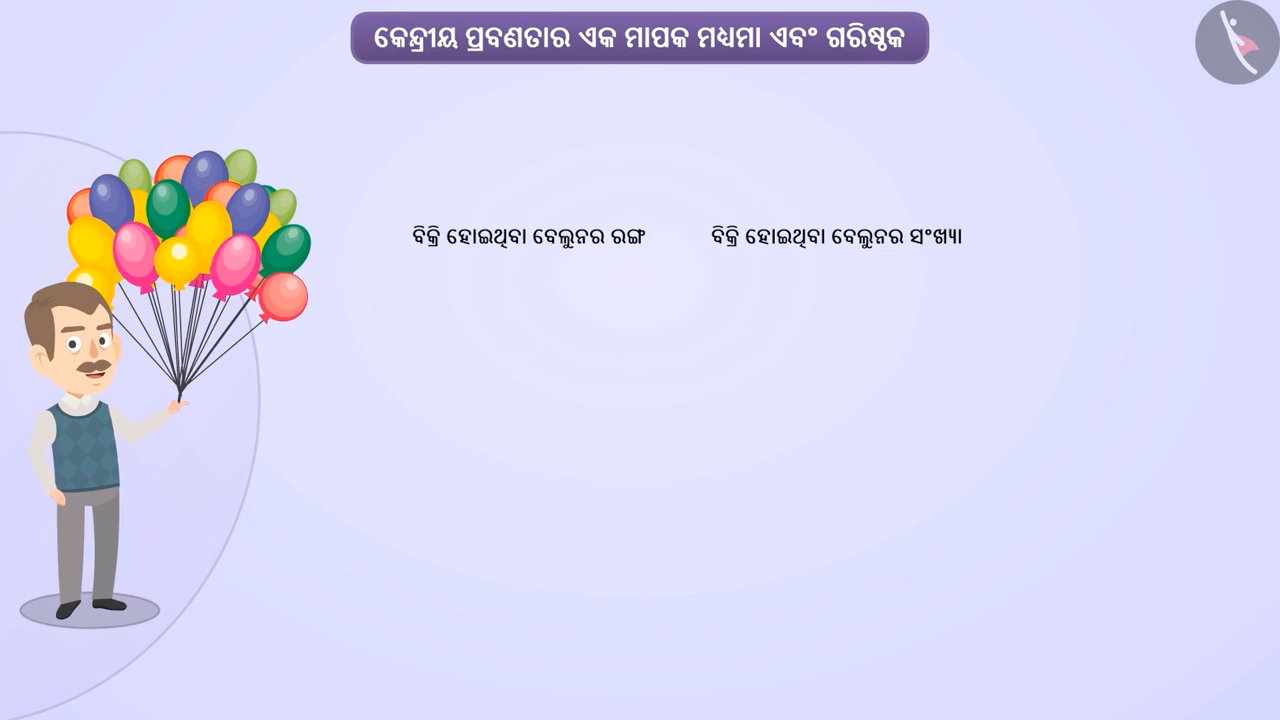 କେନ୍ଦ୍ରୀୟ ପ୍ରବଣତାର ଏକ ମାପକ ମଧ୍ୟମା ଏବଂ ଗରିଷ୍ଠକ
ବିକ୍ରି ହୋଇଥିବା ବେଲୁନର ରଙ୍ଗ
ବିକ୍ରି ହୋଇଥିବା ବେଲୁନର ସଂଖ୍ୟା